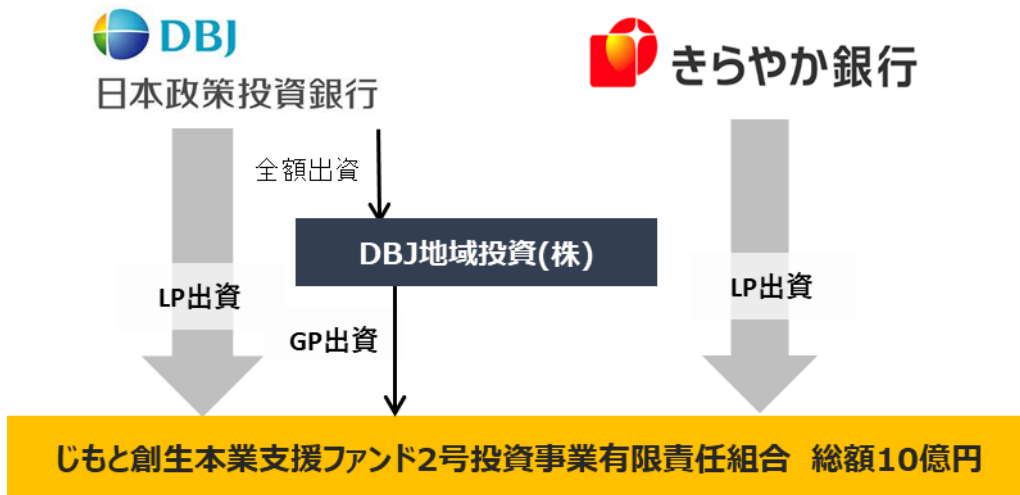 DBJ
日本政策投資銀行
きらやか銀行
全額出資
DBJ地域投資(株)
LP出資
LP出資
GP出資
じもと創生本業支援ファンド2号投資事業有限責任組合 総額10億円